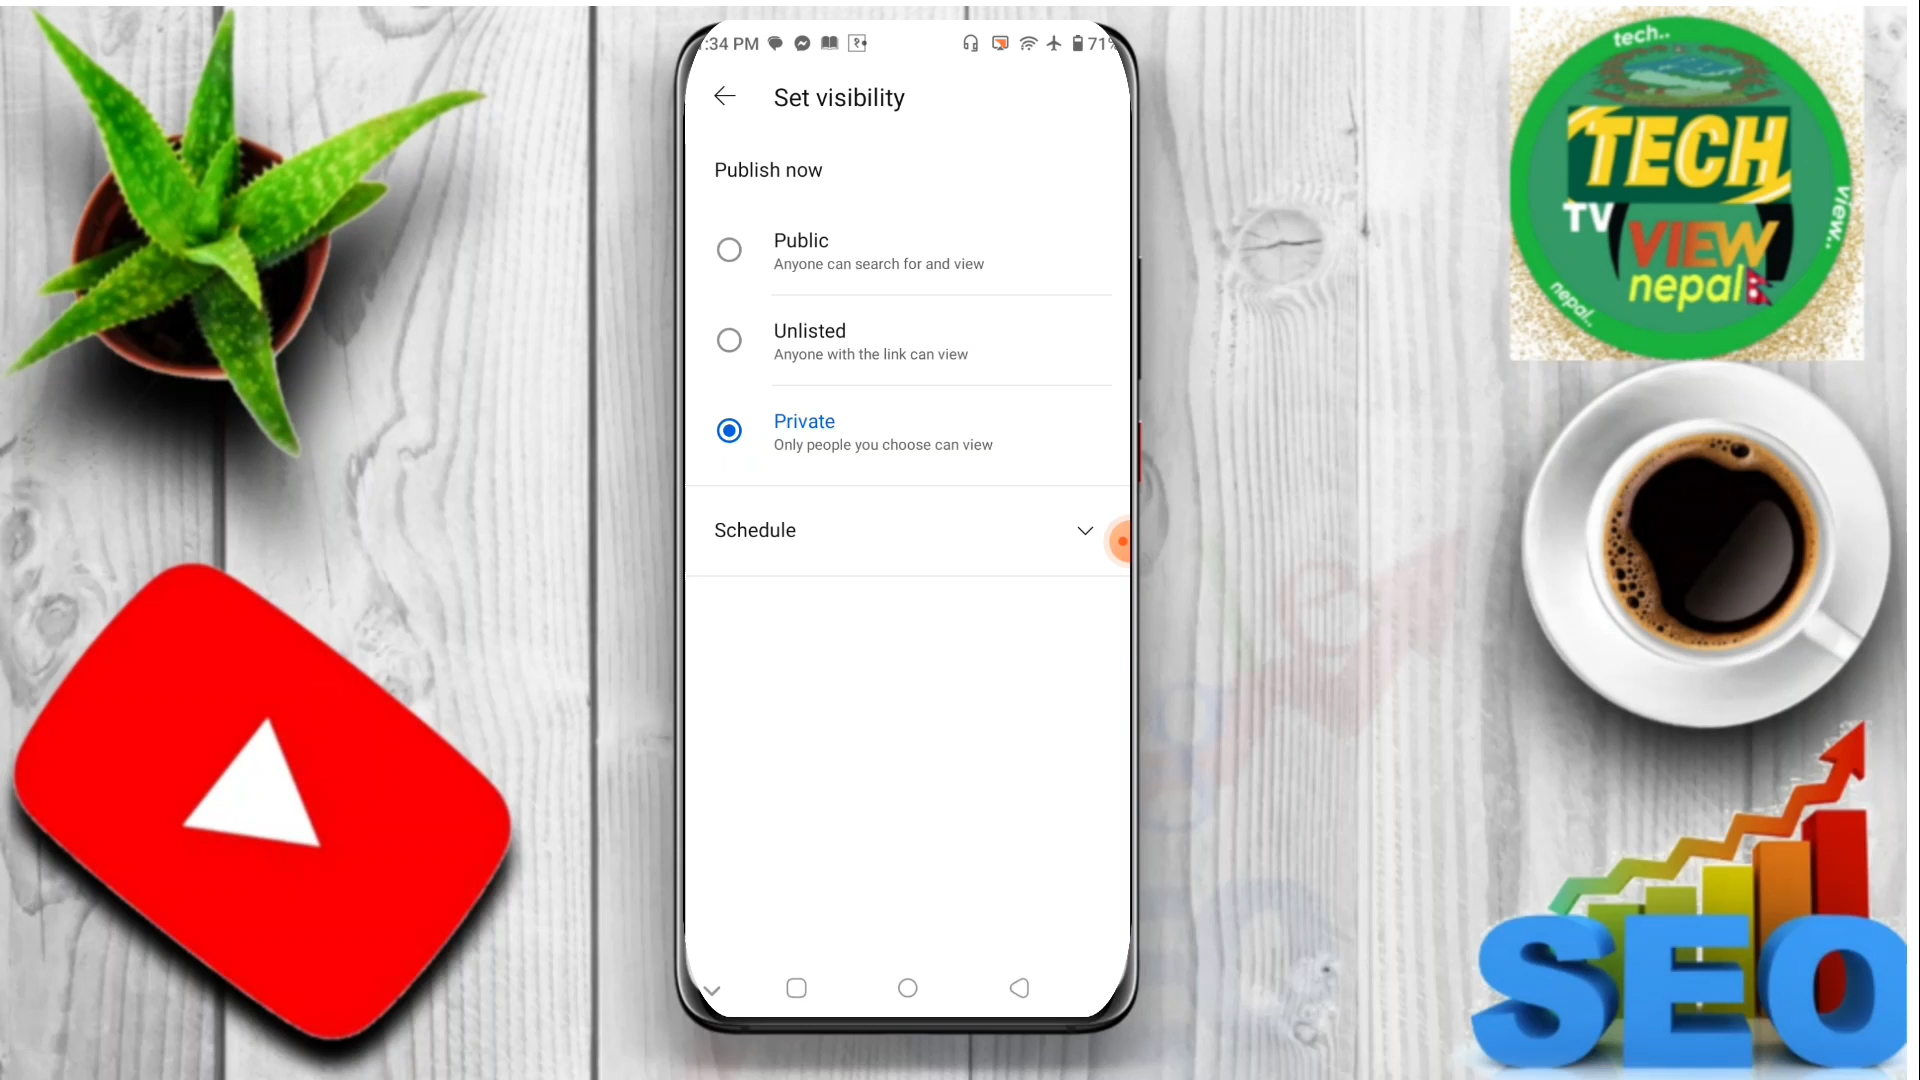 :34 PM
71%
Set visibility
Publish now
Public
Anyone can search for and view
Unlisted
Anyone with the link can view
Private
Only people you choose can view
Schedule
tech..
TECH
TV
VIEW
nepal
view..
nepal..
SEO